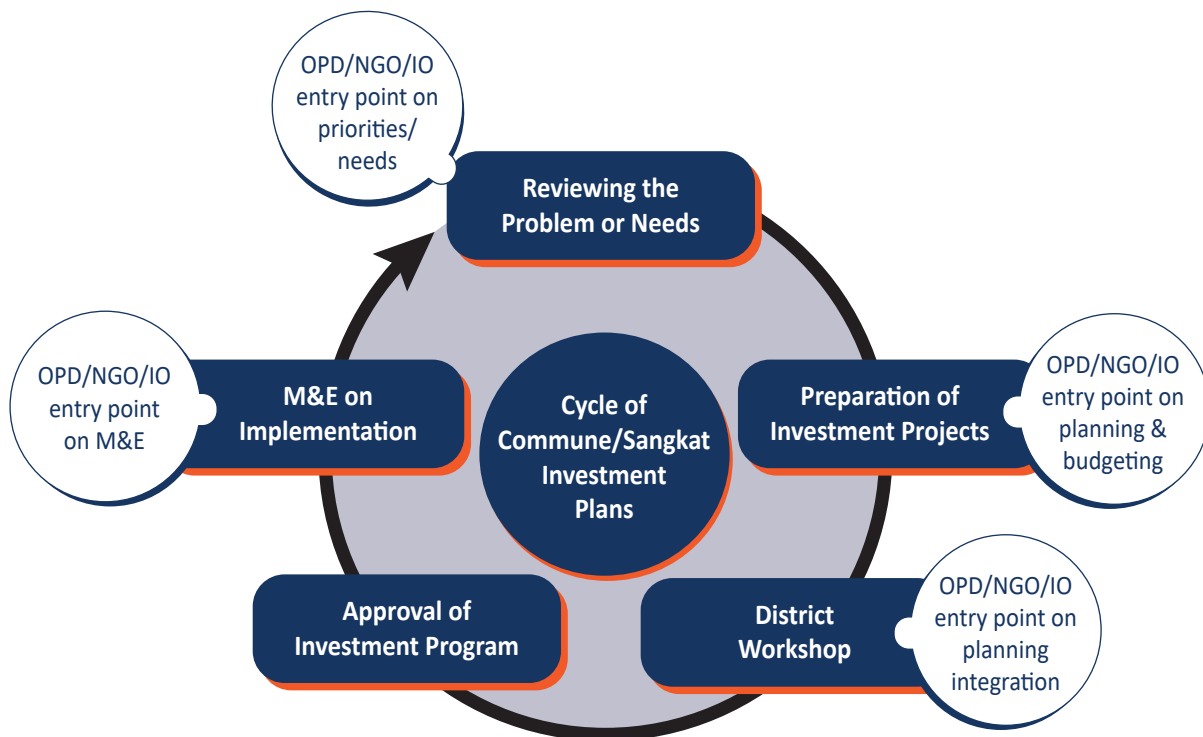 OPD/NGO/IO
entry point on
priorities/
needs
Reviewing the
Problem or Needs
OPD/NGO/IO
entry point
on M&E
M&E on
Implementation
Cycle of
Commune/Sangkat
Investment
Plans
Preparation of
Investment Projects
OPD/NGO/IO
entry point on
planning &
budgeting
Approval of
Investment Program
District
Workshop
OPD/NGO/IO
entry point on
planning
integration